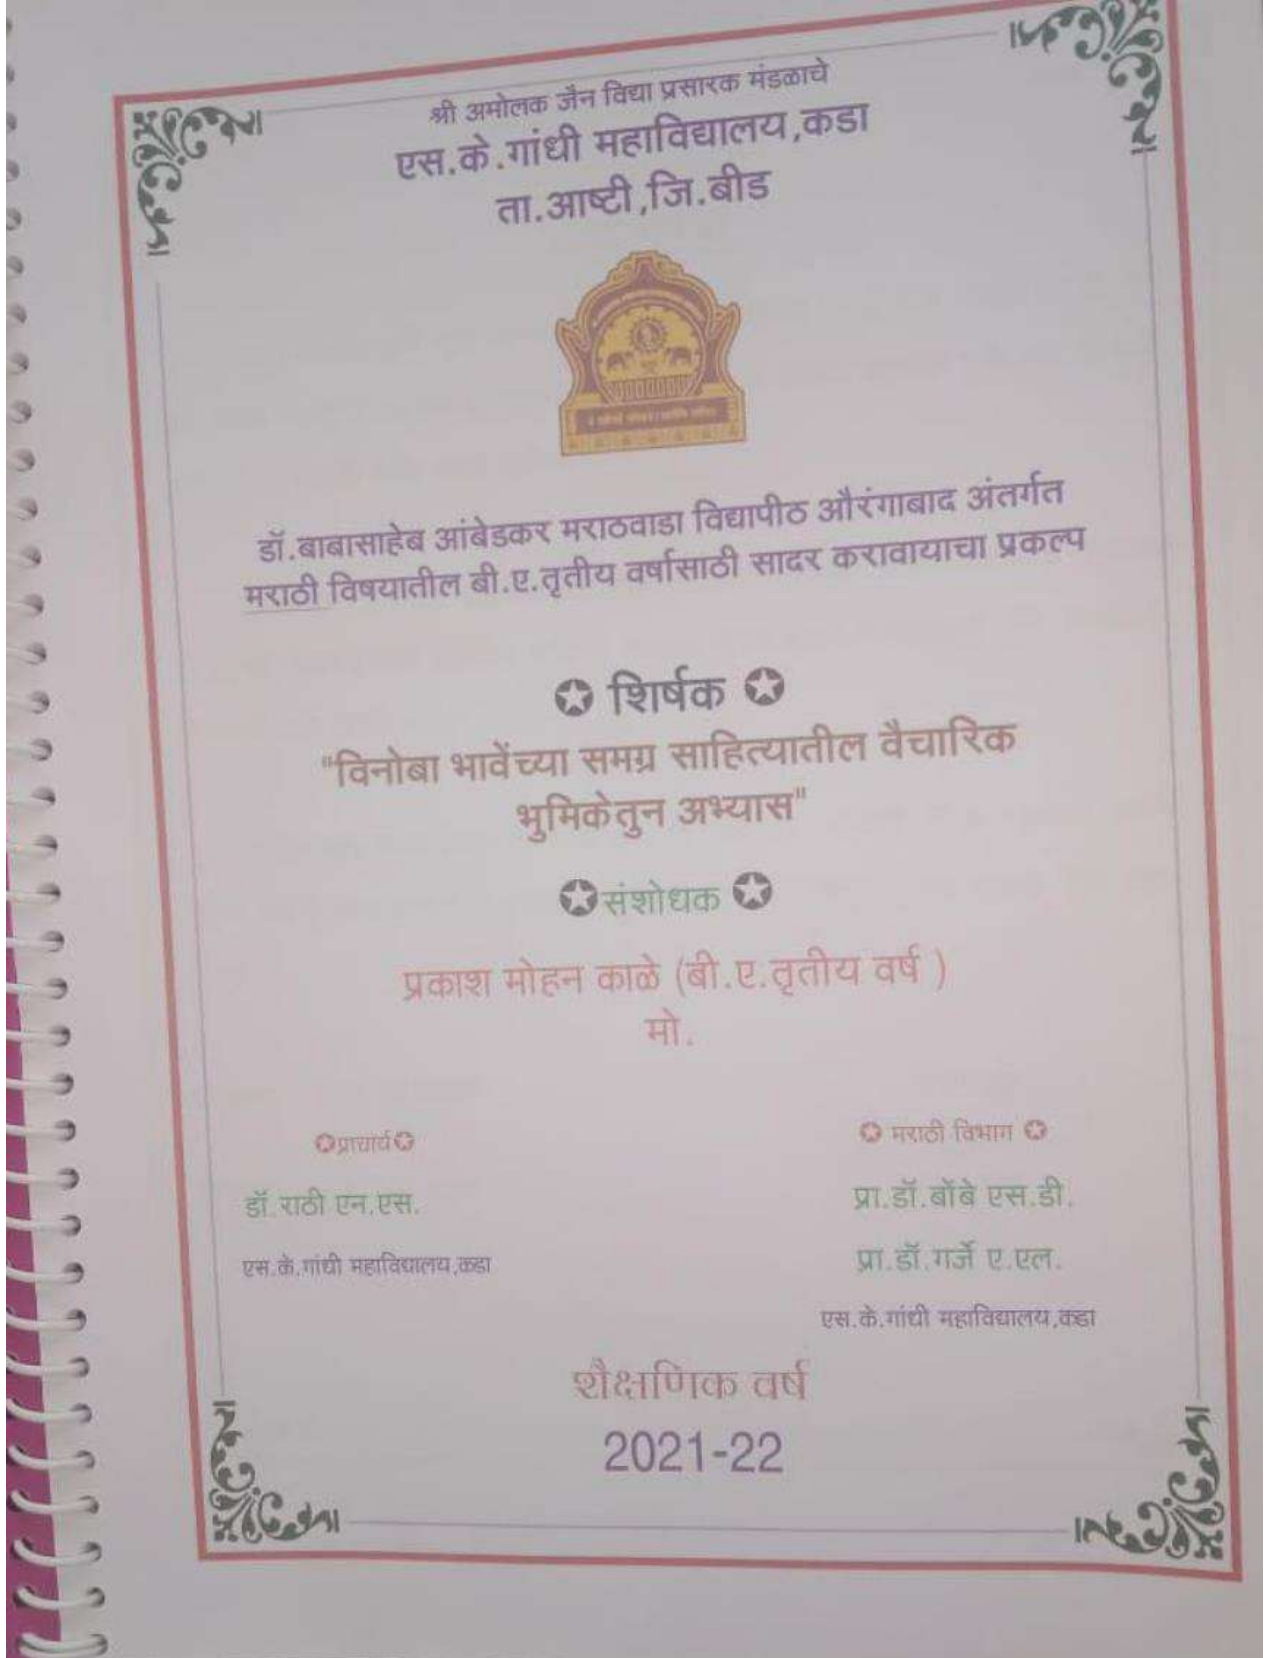 श्री अमोलक जैन विद्या प्रसारक मंडळाचे
एस.के.गांधी महाविद्यालय,कडा
ता.आष्टी,जि.बीड
डॉ.बाबासाहेब आंबेडकर मराठवाडा विद्यापीठ औरंगाबाद अंतर्गत
मराठी विषयातील बी.ए.तृतीय वर्षासाठी सादर करावायाचा प्रकल्प
✪ शिर्षक ✪
"विनोबा भावेंच्या समग्र साहित्यातील वैचारिक
भुमिकेतुन अभ्यास"
✪संशोधक ✪
प्रकाश मोहन काळे (बी.ए.तृतीय वर्ष )
मो.
✪प्राचार्य✪
डॉ.राठी एन.एस.
एस.के.गांधी महाविद्यालय,कडा
✪ मराठी विभाग ✪
प्रा.डॉ.बोंबे एस.डी.
प्रा.डॉ.गर्जे ए.एल.
एस.के.गांधी महाविद्यालय,कडा
शैक्षणिक वर्ष
2021-22